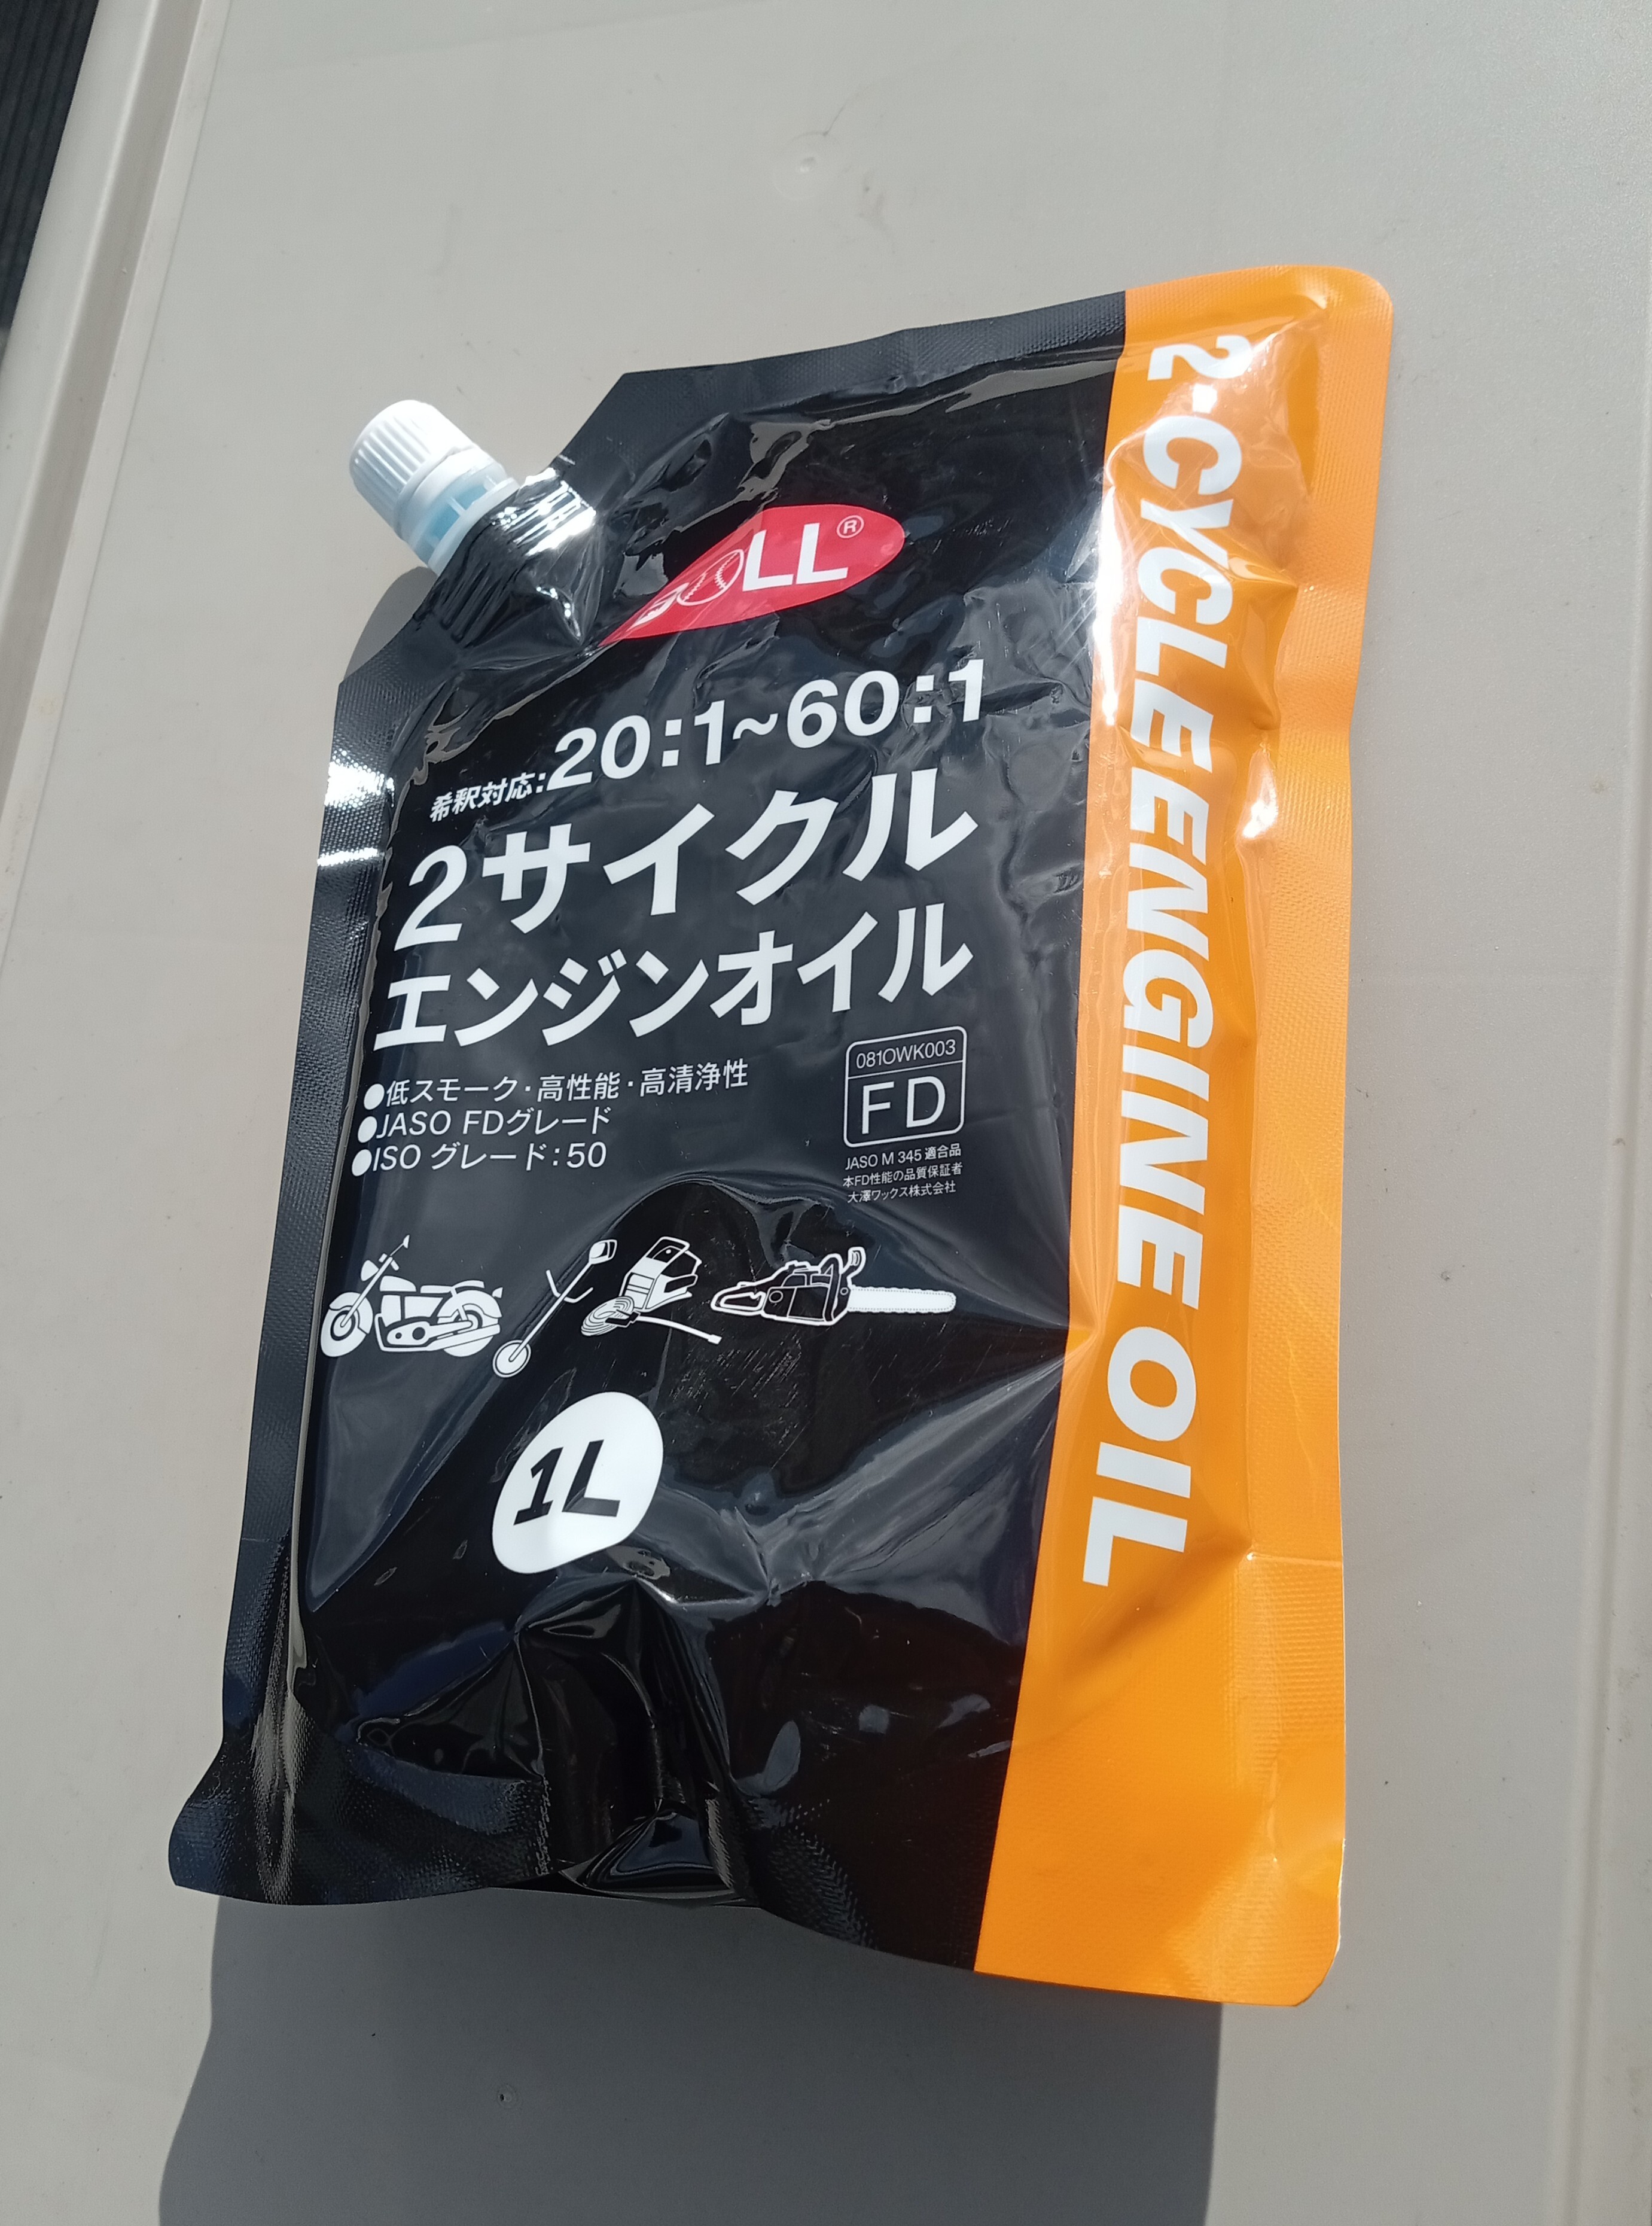 LL®
希釈対応:20:1~60:1
2サイクル
エンジンオイル
●低スモーク・高性能・高清浄性
●JASO FDグレード
●ISO グレード:50
081OWK003
FD
JASO M 345 適合品
本FD性能の品質保証者
大澤ワックス株式会社
1L
2-CYCLE ENGINE OIL